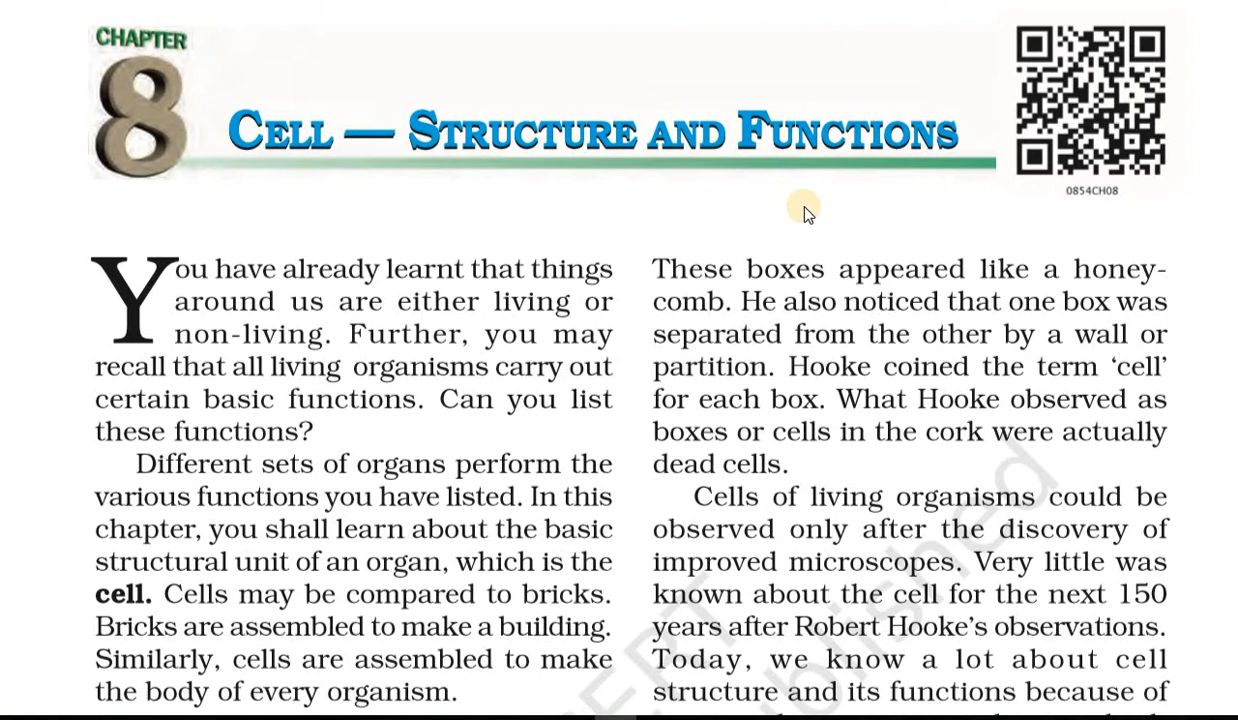 CHAPTER
8
CELL — STRUCTURE AND FUNCTIONS
0854CH08
You have already learnt that things
around us are either living or
non-living. Further, you may
recall that all living organisms carry out
certain basic functions. Can you list
these functions?
Different sets of organs perform the
various functions you have listed. In this
chapter, you shall learn about the basic
structural unit of an organ, which is the
cell. Cells may be compared to bricks.
Bricks are assembled to make a building.
Similarly, cells are assembled to make
the body of every organism.
These boxes appeared like a honey-
comb. He also noticed that one box was
separated from the other by a wall or
partition. Hooke coined the term ‘cell’
for each box. What Hooke observed as
boxes or cells in the cork were actually
dead cells.
Cells of living organisms could be
observed only after the discovery of
improved microscopes. Very little was
known about the cell for the next 150
years after Robert Hooke’s observations.
Today, we know a lot about cell
structure and its functions because of